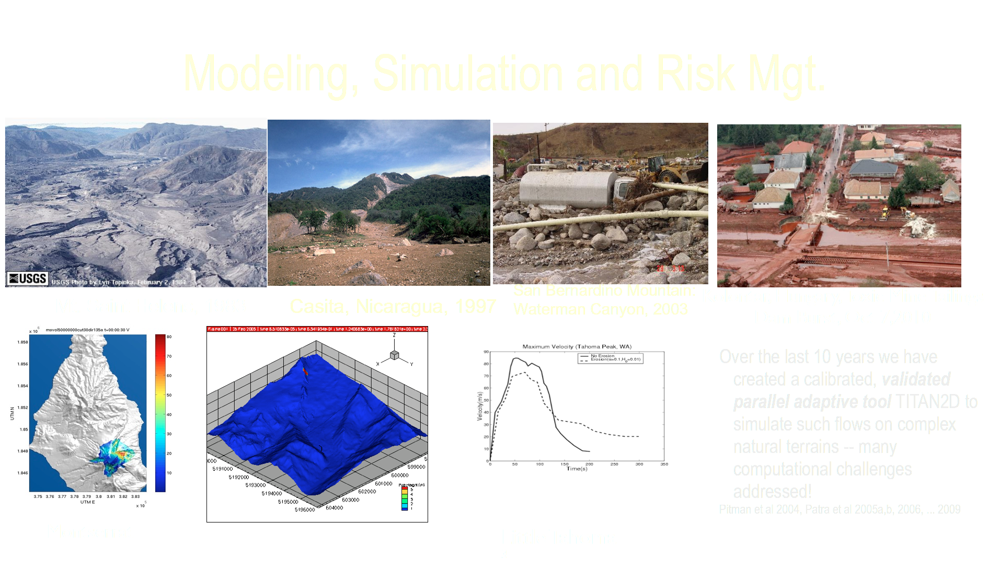 Modeling, Simulation and Risk Mgt.
USGS
USGS Photo by Lyn Topinka, February 2, 1984
Casita, Nicaragua, 1997
San Bernardino Mountain:
Waterman Canyon, 2003
x 10 6
msvol50000000cut30dir135a t=00:00:30 V
1.858
1.856
1.854
1.852
1.85
1.848
1.846
UTM N
3.75 3.76 3.77 3.78 3.79 3.8 3.81 3.82 3.83
UTM E
x 10 5
80
70
60
50
40
30
20
10
Frame 001 | 25 Feb 2003
Z
X
Y
5191000
5192000
5193000
5194000
5195000
5196000
599000
600000
601000
602000
603000
604000
Pile Height (m)
5
4
3
2
1
Maximum Velocity (Tahoma Peak, WA)
No Erosion
Erosion(α=0.1,H0=0.01)
Velocity(m/s)
90
80
70
60
50
40
30
20
10
0
0 50 100 150 200 250 300 350
Time(s)
Over the last 10 years we have
created a calibrated, validated
parallel adaptive tool TITAN2D to
simulate such flows on complex
natural terrains -- many
computational challenges
addressed!
Pitman et al 2004, Patra et al 2005a,b, 2006, ... 2009